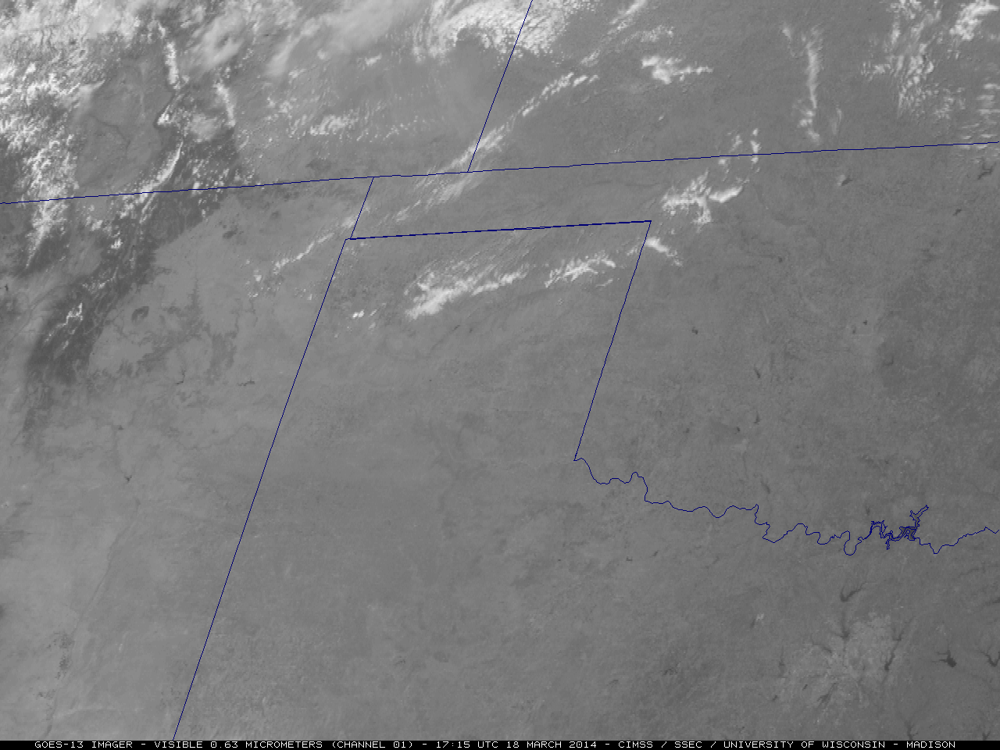 GOES-13 IMAGER - VISIBLE 0.63 MICROMETERS (CHANNEL 01) - 17:15 UTC 18 MARCH 2014 - CIMSS / SSEC / UNIVERSITY OF WISCONSIN - MADISON